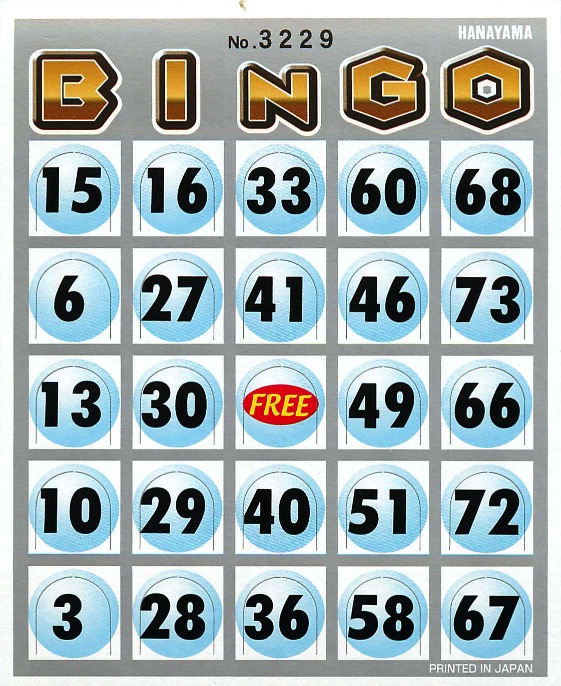 No.3229
HANAYAMA
BINGO
15 16 33 60 68
6 27 41 46 73
13 30 FREE 49 66
10 29 40 51 72
3 28 36 58 67
PRINTED IN JAPAN